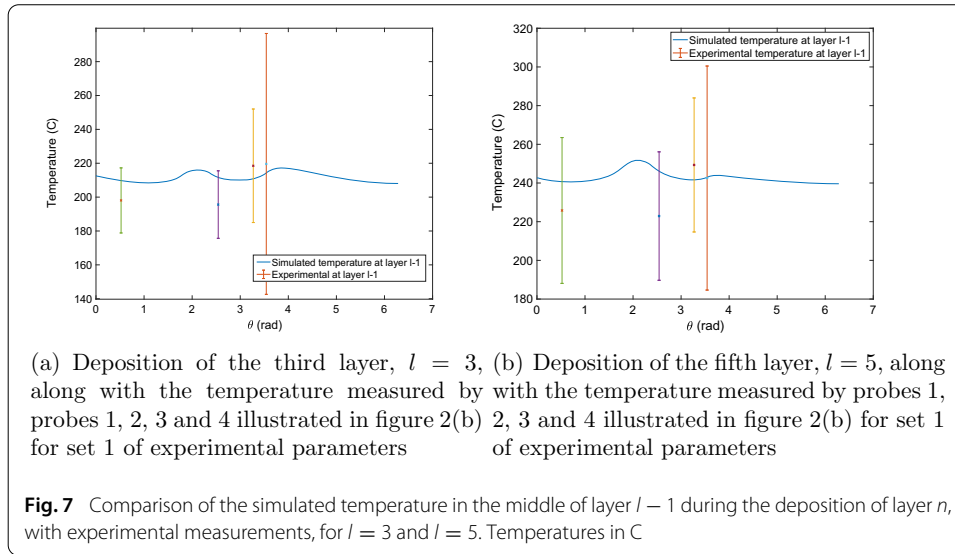 Simulated temperature at layer l-1
Experimental temperature at layer l-1
Temperature (C)
280
260
240
220
200
180
160
140
0 1 2 3 4 5 6 7
θ (rad)
Simulated temperature at layer l-1
Experimental at layer l-1
Temperature (C)
320
300
280
260
240
220
200
180
0 1 2 3 4 5 6 7
θ (rad)
(a) Deposition of the third layer, l = 3,
along with the temperature measured by
probes 1, 2, 3 and 4 illustrated in figure 2(b)
for set 1 of experimental parameters
(b) Deposition of the fifth layer, l = 5, along
with the temperature measured by probes 1,
2, 3 and 4 illustrated in figure 2(b) for set 1
of experimental parameters
Fig. 7 Comparison of the simulated temperature in the middle of layer l − 1 during the deposition of layer n,
with experimental measurements, for l = 3 and l = 5. Temperatures in C